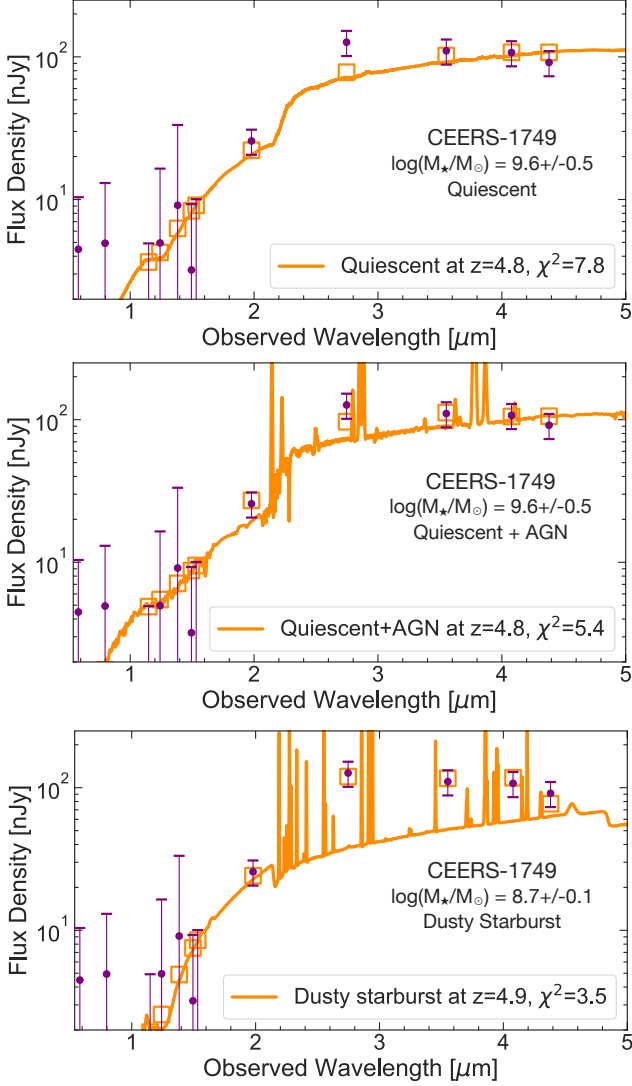 Flux Density [nJy]
10²
10¹
CEERS-1749
log(M★/M⊙) = 9.6+/-0.5
Quiescent
Quiescent at z=4.8, χ²=7.8
1 2 3 4 5
Observed Wavelength [μm]
Flux Density [nJy]
10²
10¹
CEERS-1749
log(M★/M⊙) = 9.6+/-0.5
Quiescent + AGN
Quiescent+AGN at z=4.8, χ²=5.4
1 2 3 4 5
Observed Wavelength [μm]
Flux Density [nJy]
10²
10¹
CEERS-1749
log(M★/M⊙) = 8.7+/-0.1
Dusty Starburst
Dusty starburst at z=4.9, χ²=3.5
1 2 3 4 5
Observed Wavelength [μm]